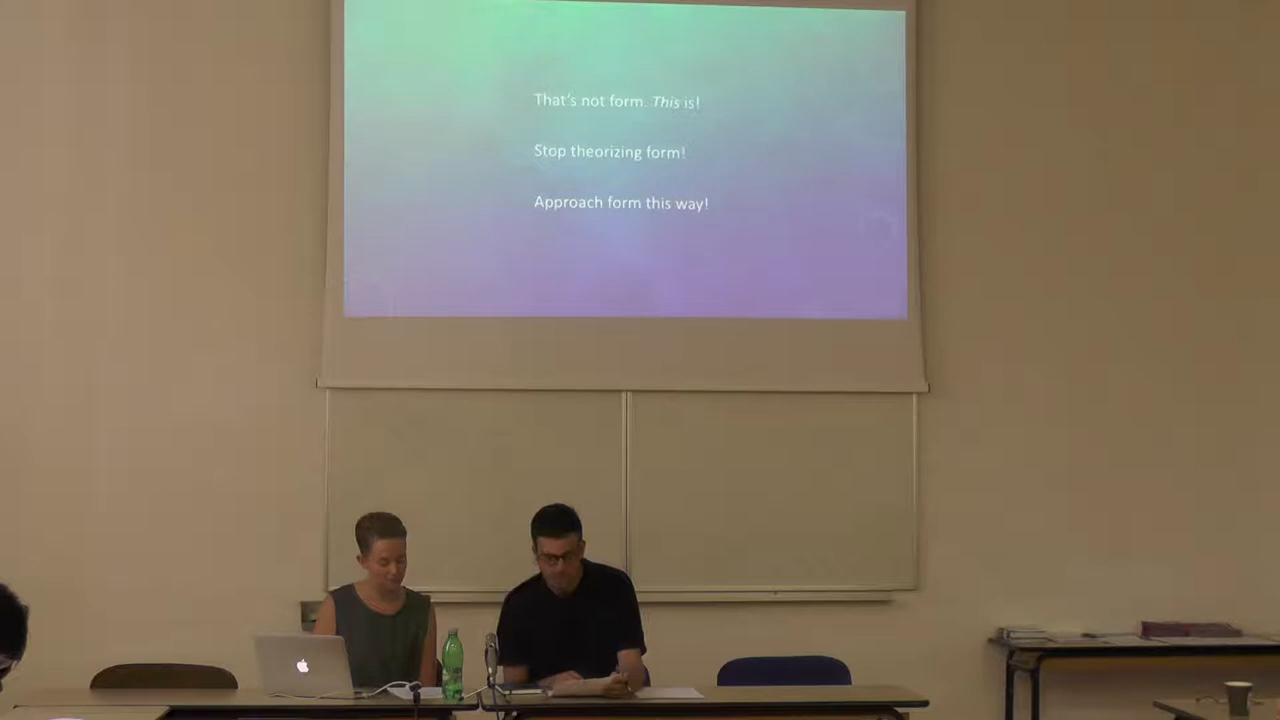 That's not form. This is!
Stop theorizing form!
Approach form this way!